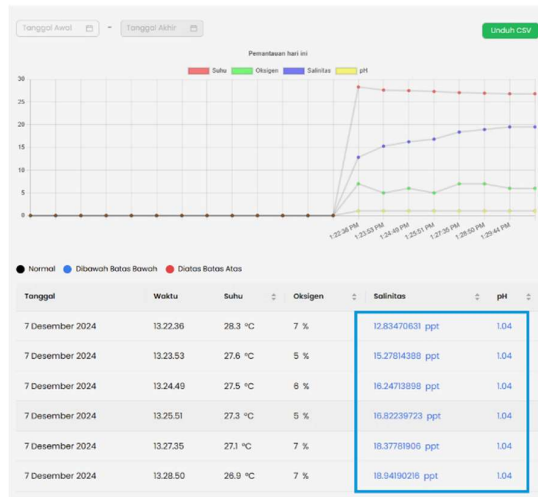 Tanggal Awal - Tanggal Akhir Unduh CSV
Pemantauan hari ini
Suhu Oksigen Salinitas pH
30
25
20
15
10
5
0
1:22:36 PM 1:23:53 PM 1:24:49 PM 1:25:51 PM 1:27:35 PM 1:28:50 PM 1:29:44 PM
Normal Dibawah Batas Bawah Diatas Batas Atas
Tanggal Waktu Suhu Oksigen Salinitas pH
7 Desember 2024 13.22.36 28.3 °C 7 % 12.83470631 ppt 1.04
7 Desember 2024 13.23.53 27.6 °C 5 % 15.27814388 ppt 1.04
7 Desember 2024 13.24.49 27.5 °C 6 % 16.24713898 ppt 1.04
7 Desember 2024 13.25.51 27.3 °C 5 % 16.82239723 ppt 1.04
7 Desember 2024 13.27.35 27.1 °C 7 % 18.37781906 ppt 1.04
7 Desember 2024 13.28.50 26.9 °C 7 % 18.94190216 ppt 1.04